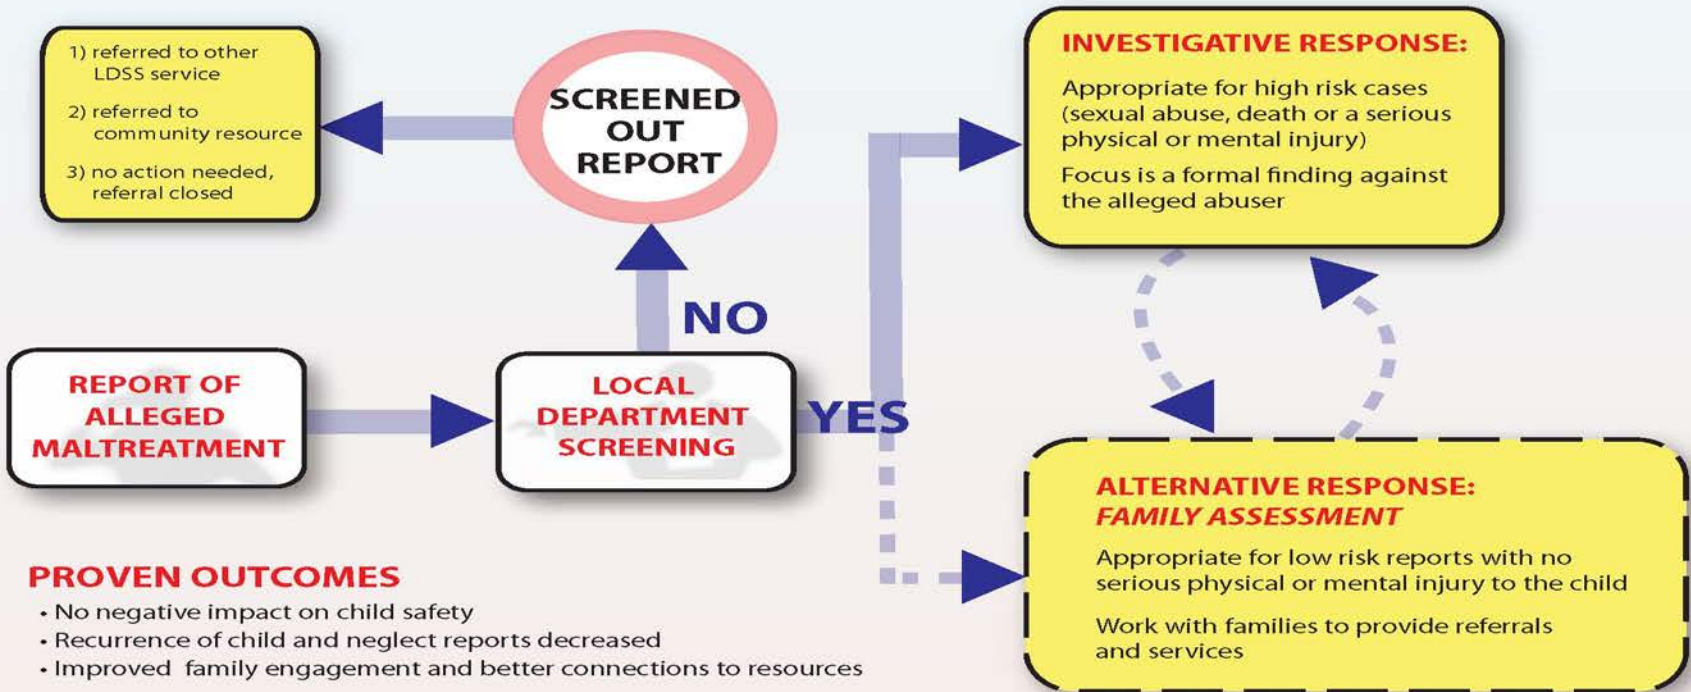 1) referred to other
LDSS service
2) referred to
community resource
3) no action needed,
referral closed
SCREENED
OUT
REPORT
INVESTIGATIVE RESPONSE:
Appropriate for high risk cases
(sexual abuse, death or a serious
physical or mental injury)
Focus is a formal finding against
the alleged abuser
NO
REPORT OF
ALLEGED
MALTREATMENT
LOCAL
DEPARTMENT
SCREENING
YES
ALTERNATIVE RESPONSE:
FAMILY ASSESSMENT
Appropriate for low risk reports with no
serious physical or mental injury to the child
Work with families to provide referrals
and services
PROVEN OUTCOMES
• No negative impact on child safety
• Recurrence of child and neglect reports decreased
• Improved family engagement and better connections to resources